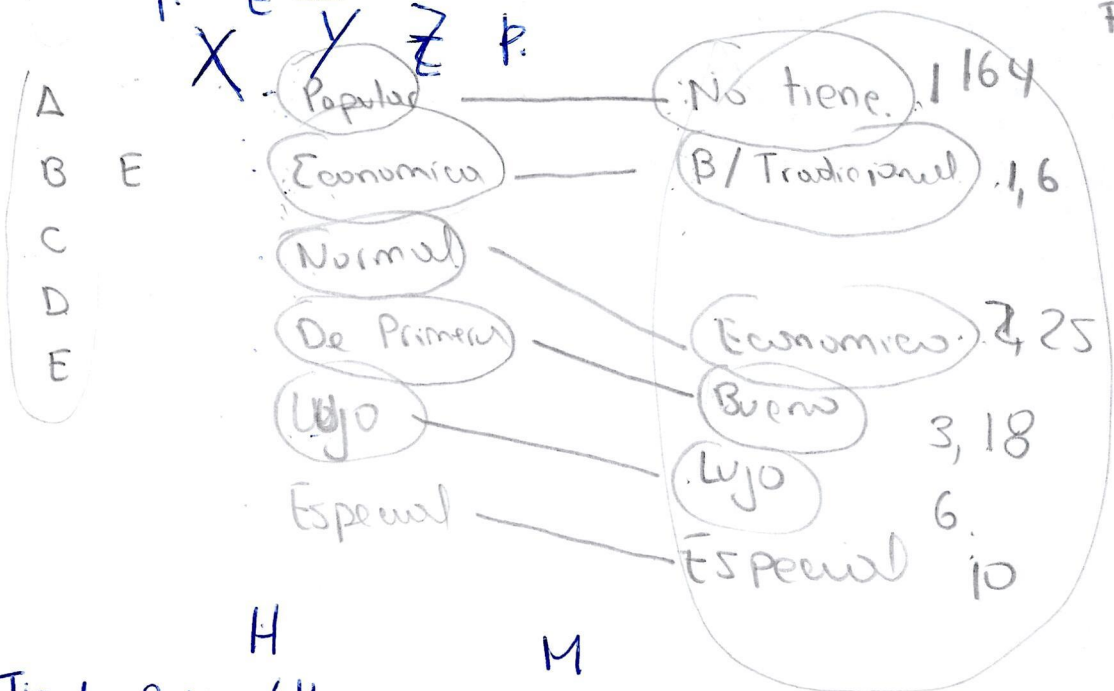 X Y Z P.
A Popular No tiene. 1 164
B E Economica B/Tradicional 1,6
C Normal
D De Primera Economico 25
E Bueno 3,18
Lujo Lujo 6
Especial Especial 10
H M